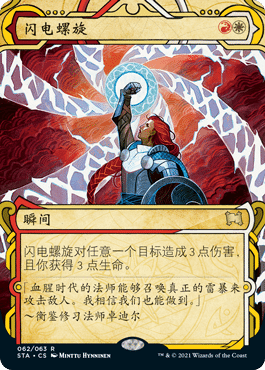 闪电螺旋
瞬间
闪电螺旋对任意一个目标造成3点伤害，
且你获得3点生命。
「血腥时代的法师能够召唤真正的雷暴来
攻击敌人。我相信我们也能做到。」
～衡鉴修习法师卓迪尔
062/063 R
STA • CS MINTTU HYNNINEN
™ & © 2021 Wizards of the Coast